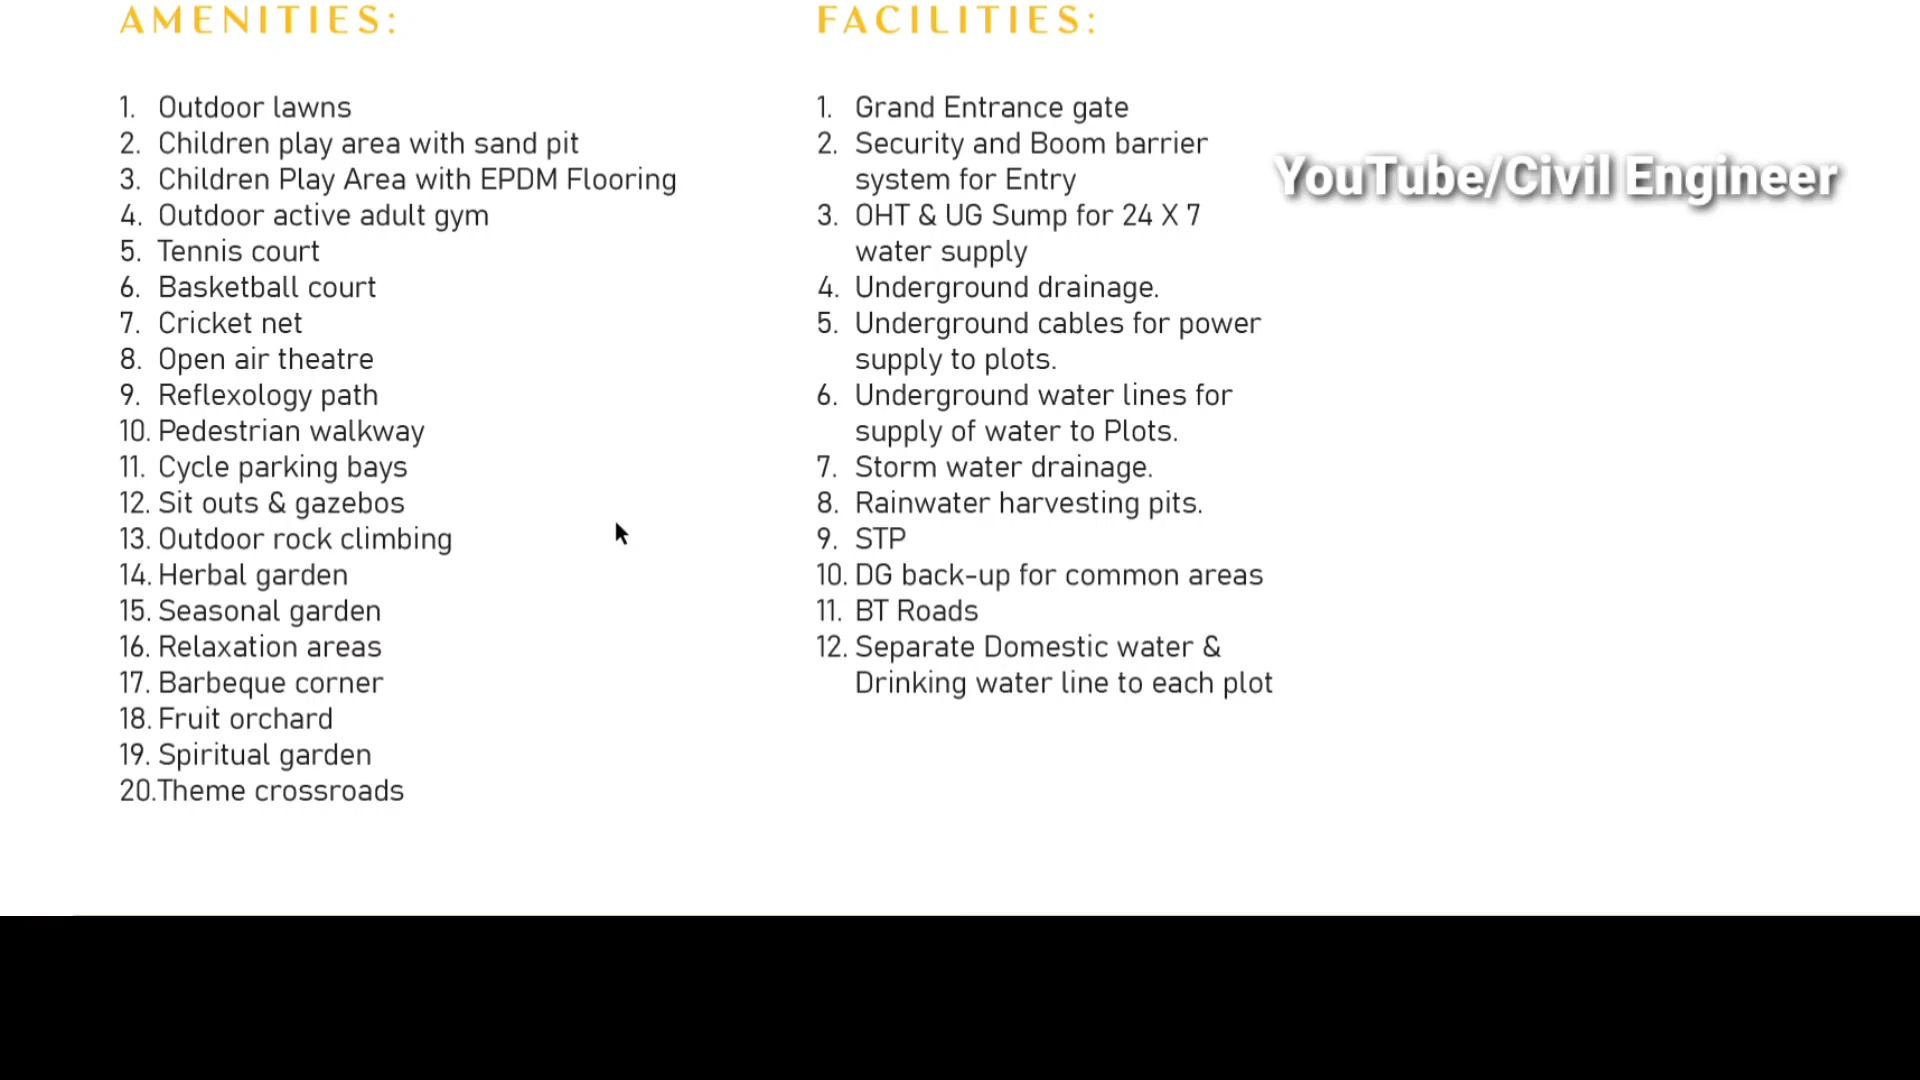 AMENITIES:
1. Outdoor lawns
2. Children play area with sand pit
3. Children Play Area with EPDM Flooring
4. Outdoor active adult gym
5. Tennis court
6. Basketball court
7. Cricket net
8. Open air theatre
9. Reflexology path
10. Pedestrian walkway
11. Cycle parking bays
12. Sit outs & gazebos
13. Outdoor rock climbing
14. Herbal garden
15. Seasonal garden
16. Relaxation areas
17. Barbeque corner
18. Fruit orchard
19. Spiritual garden
20.Theme crossroads
FACILITIES:
1. Grand Entrance gate
2. Security and Boom barrier
system for Entry
3. OHT & UG Sump for 24 X 7
water supply
4. Underground drainage.
5. Underground cables for power
supply to plots.
6. Underground water lines for
supply of water to Plots.
7. Storm water drainage.
8. Rainwater harvesting pits.
9. STP
10. DG back-up for common areas
11. BT Roads
12. Separate Domestic water &
Drinking water line to each plot
YouTube/Civil Engineer